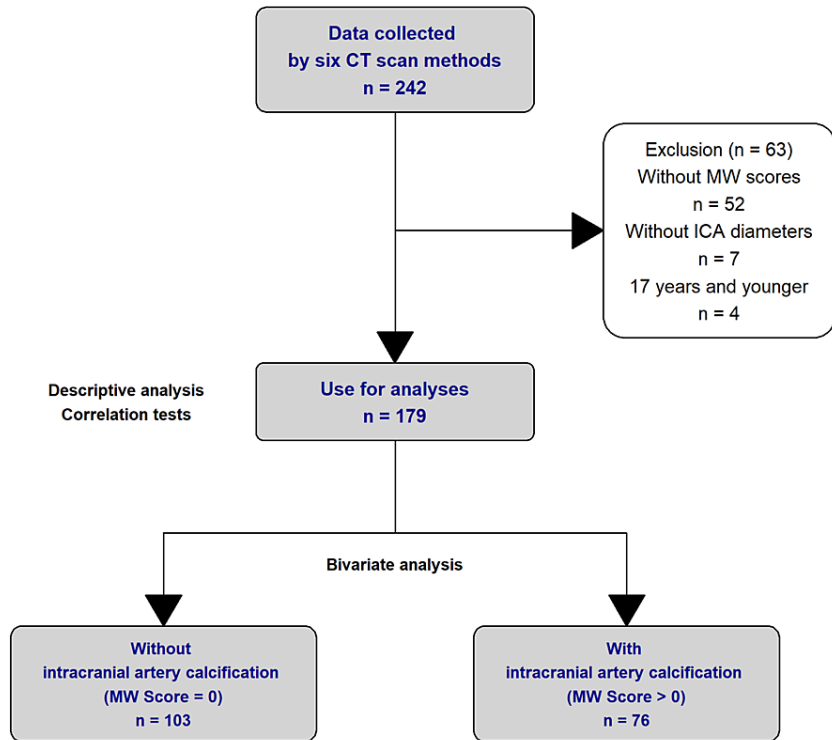 Data collected
by six CT scan methods
n = 242
Exclusion (n = 63)
Without MW scores
n = 52
Without ICA diameters
n = 7
17 years and younger
n = 4
Use for analyses
n = 179
Descriptive analysis
Correlation tests
Bivariate analysis
Without
intracranial artery calcification
(MW Score = 0)
n = 103
With
intracranial artery calcification
(MW Score > 0)
n = 76